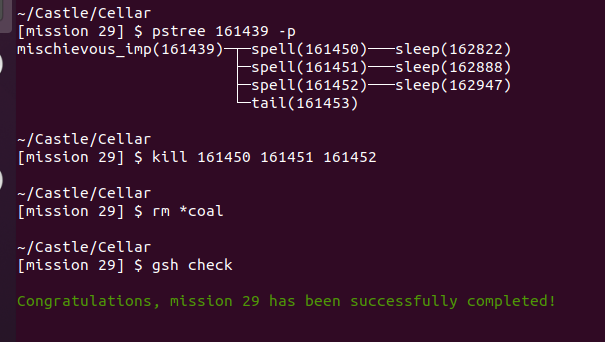 ~/Castle/Cellar
[mission 29] $ pstree 161439 -p
mischievous_imp(161439)─┬─spell(161450)───sleep(162822)
                        ├─spell(161451)───sleep(162888)
                        ├─spell(161452)───sleep(162947)
                        └─tail(161453)
~/Castle/Cellar
[mission 29] $ kill 161450 161451 161452
~/Castle/Cellar
[mission 29] $ rm *coal
~/Castle/Cellar
[mission 29] $ gsh check
Congratulations, mission 29 has been successfully completed!